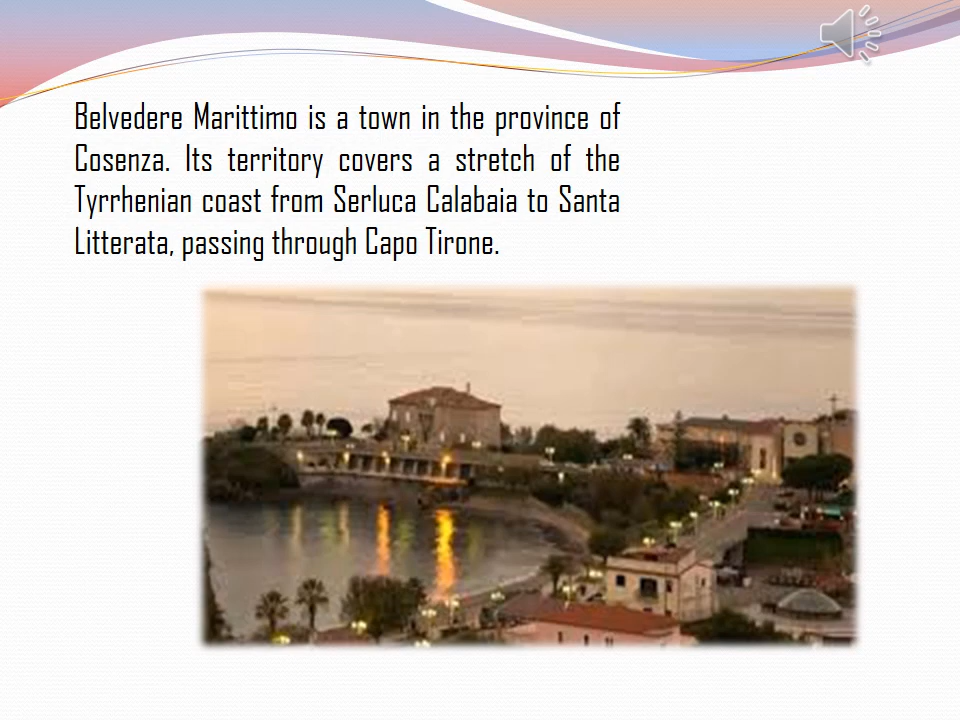 Belvedere Marittimo is a town in the province of
Cosenza. Its territory covers a stretch of the
Tyrrhenian coast from Serluca Calabaia to Santa
Litterata, passing through Capo Tirone.